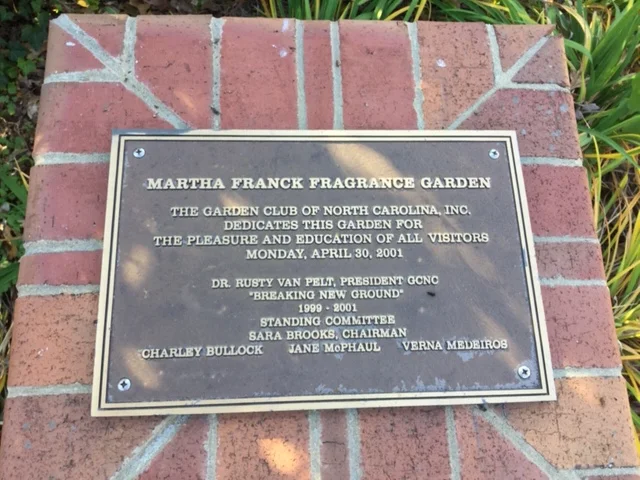 MARTHA FRANCK FRAGRANCE GARDEN
THE GARDEN CLUB OF NORTH CAROLINA, INC.
DEDICATES THIS GARDEN FOR
THE PLEASURE AND EDUCATION OF ALL VISITORS
MONDAY, APRIL 30, 2001
DR. RUSTY VAN PELT, PRESIDENT GCNC
"BREAKING NEW GROUND"
1999 - 2001
STANDING COMMITTEE
SARA BROOKS, CHAIRMAN
CHARLEY BULLOCK JANE McPHAUL VERNA MEDEIROS